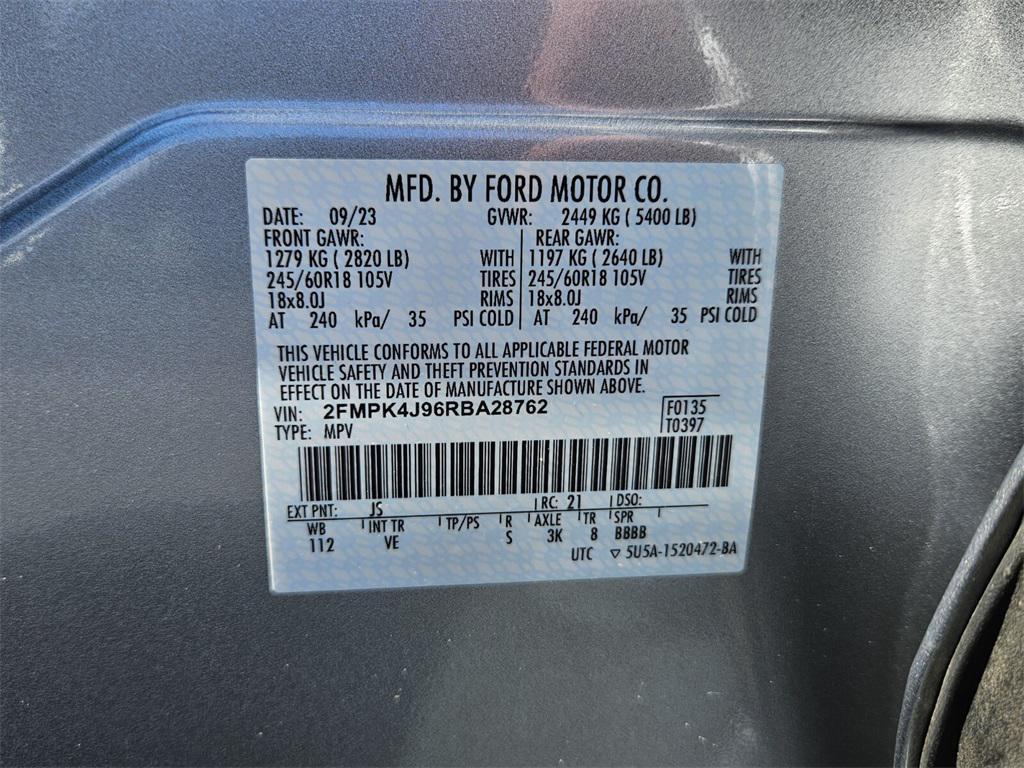 MFD. BY FORD MOTOR CO.
DATE: 09/23 GVWR: 2449 KG ( 5400 LB)
FRONT GAWR: REAR GAWR:
1279 KG ( 2820 LB) WITH 1197 KG ( 2640 LB) WITH
245/60R18 105V TIRES 245/60R18 105V TIRES
18x8.0J RIMS 18x8.0J RIMS
AT 240 kPa/ 35 PSI COLD AT 240 kPa/ 35 PSI COLD
THIS VEHICLE CONFORMS TO ALL APPLICABLE FEDERAL MOTOR
VEHICLE SAFETY AND THEFT PREVENTION STANDARDS IN
EFFECT ON THE DATE OF MANUFACTURE SHOWN ABOVE.
VIN: 2FMPK4J96RBA28762 F0135
TYPE: MPV T0397
EXT PNT: JS RC: 21 DSO:
WB INT TR TP/PS R AXLE TR SPR
112 VE S 3K 8 BBBB
UTC ▽ 5U5A-1520472-BA